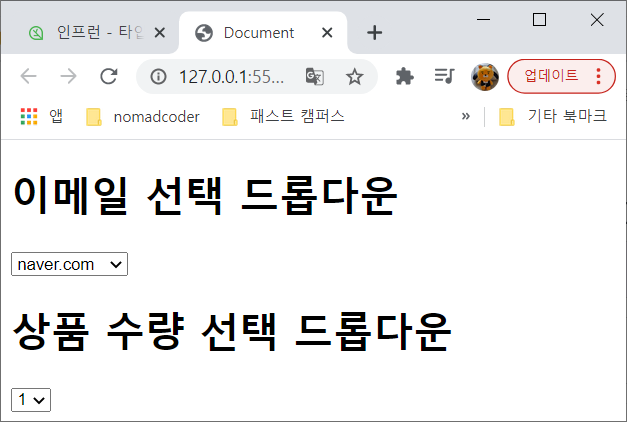 인프런 - 타입
Document
127.0.0.1:55...
업데이트
앱
nomadcoder
패스트 캠퍼스
»
기타 북마크
이메일 선택 드롭다운
naver.com
상품 수량 선택 드롭다운
1